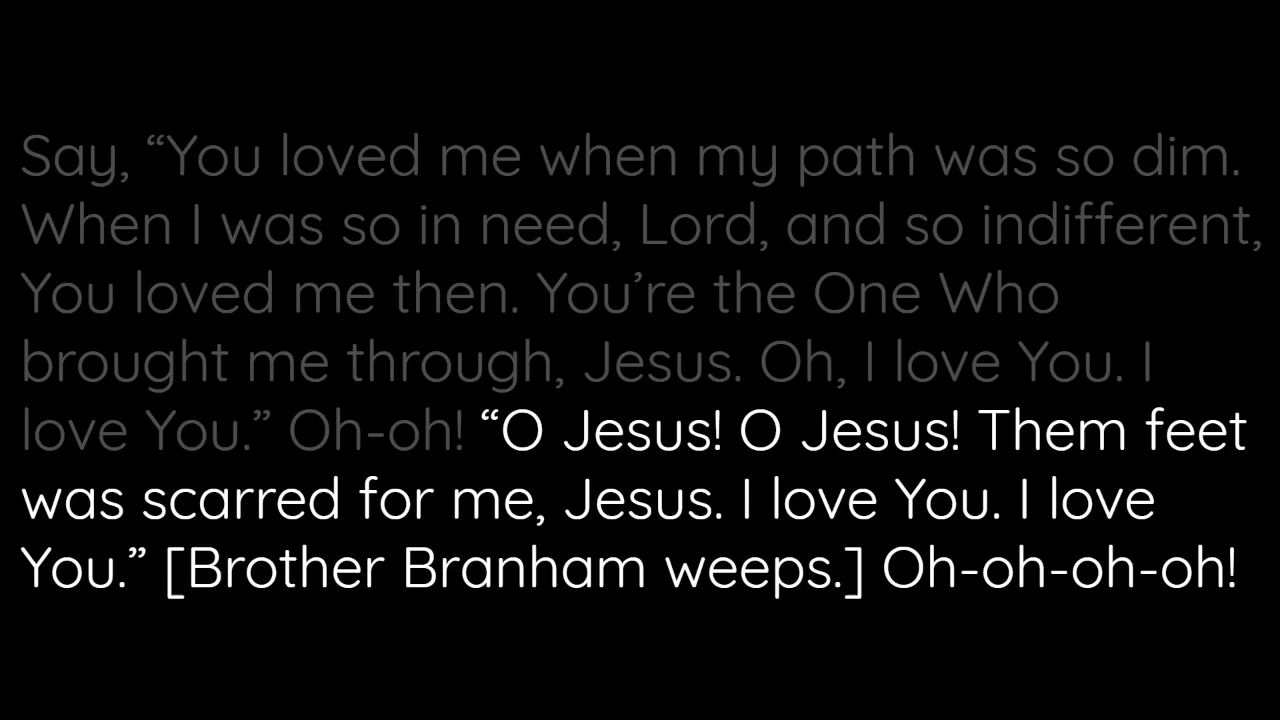 Say, “You loved me when my path was so dim.
When I was so in need, Lord, and so indifferent,
You loved me then. You’re the One Who
brought me through, Jesus. Oh, I love You. I
love You.” Oh-oh! “O Jesus! O Jesus! Them feet
was scarred for me, Jesus. I love You. I love
You.” [Brother Branham weeps.] Oh-oh-oh-oh!